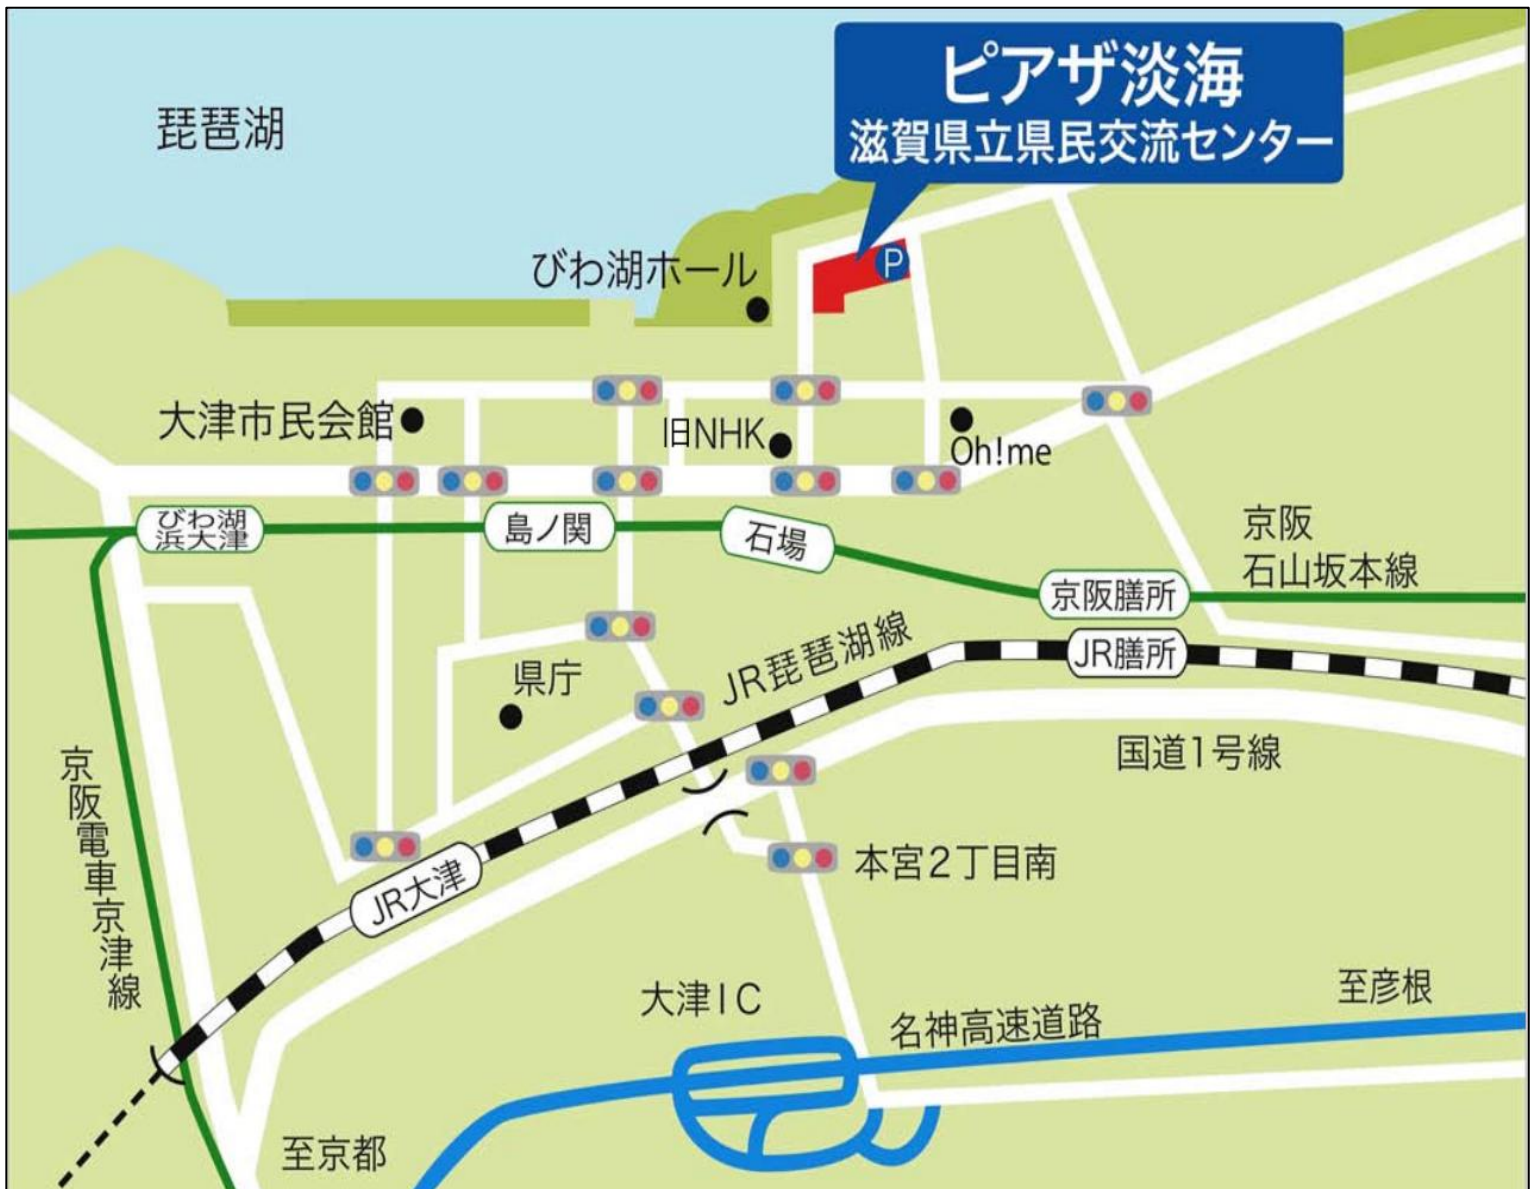 ピアザ淡海
滋賀県立県民交流センター
琵琶湖
びわ湖ホール
P
大津市民会館
旧NHK
Oh!me
びわ湖
浜大津
島ノ関
石場
京阪
石山坂本線
京阪膳所
JR琵琶湖線
JR膳所
県庁
国道1号線
京阪電車京津線
本宮2丁目南
JR大津
大津IC
名神高速道路
至彦根
至京都